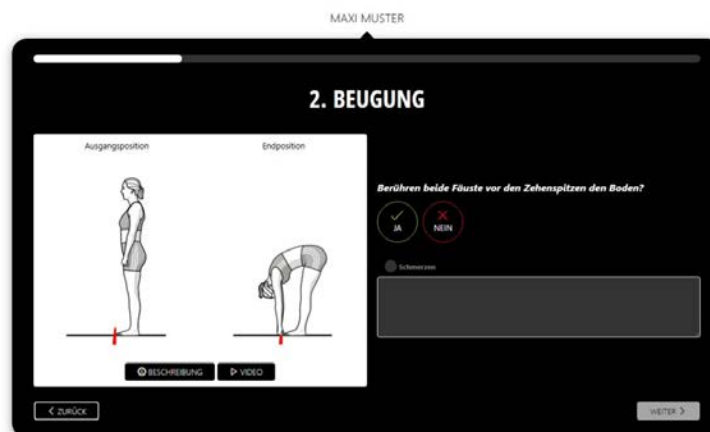 MAXI MUSTER
2. BEUGUNG
Ausgangsposition
Endposition
Berühren beide Fäuste vor den Zehenspitzen den Boden?
JA
NEIN
Schmerzen
BESCHREIBUNG
VIDEO
ZURÜCK
WEITER